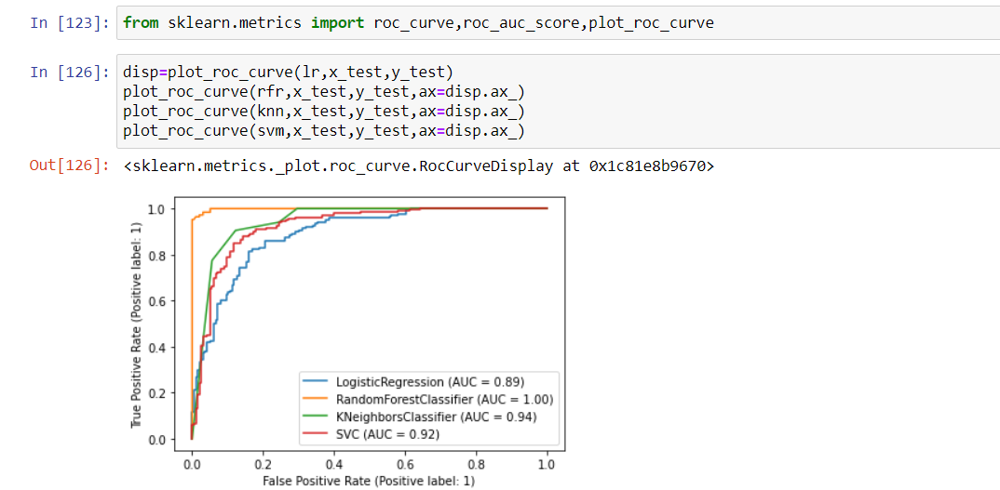 In [123]: from sklearn.metrics import roc_curve,roc_auc_score,plot_roc_curve
In [126]: disp=plot_roc_curve(lr,x_test,y_test)
plot_roc_curve(rfr,x_test,y_test,ax=disp.ax_)
plot_roc_curve(knn,x_test,y_test,ax=disp.ax_)
plot_roc_curve(svm,x_test,y_test,ax=disp.ax_)
Out[126]: <sklearn.metrics._plot.roc_curve.RocCurveDisplay at 0x1c81e8b9670>
True Positive Rate (Positive label: 1)
1.0
0.8
0.6
0.4
0.2
0.0
LogisticRegression (AUC = 0.89)
RandomForestClassifier (AUC = 1.00)
KNeighborsClassifier (AUC = 0.94)
SVC (AUC = 0.92)
0.0 0.2 0.4 0.6 0.8 1.0
False Positive Rate (Positive label: 1)